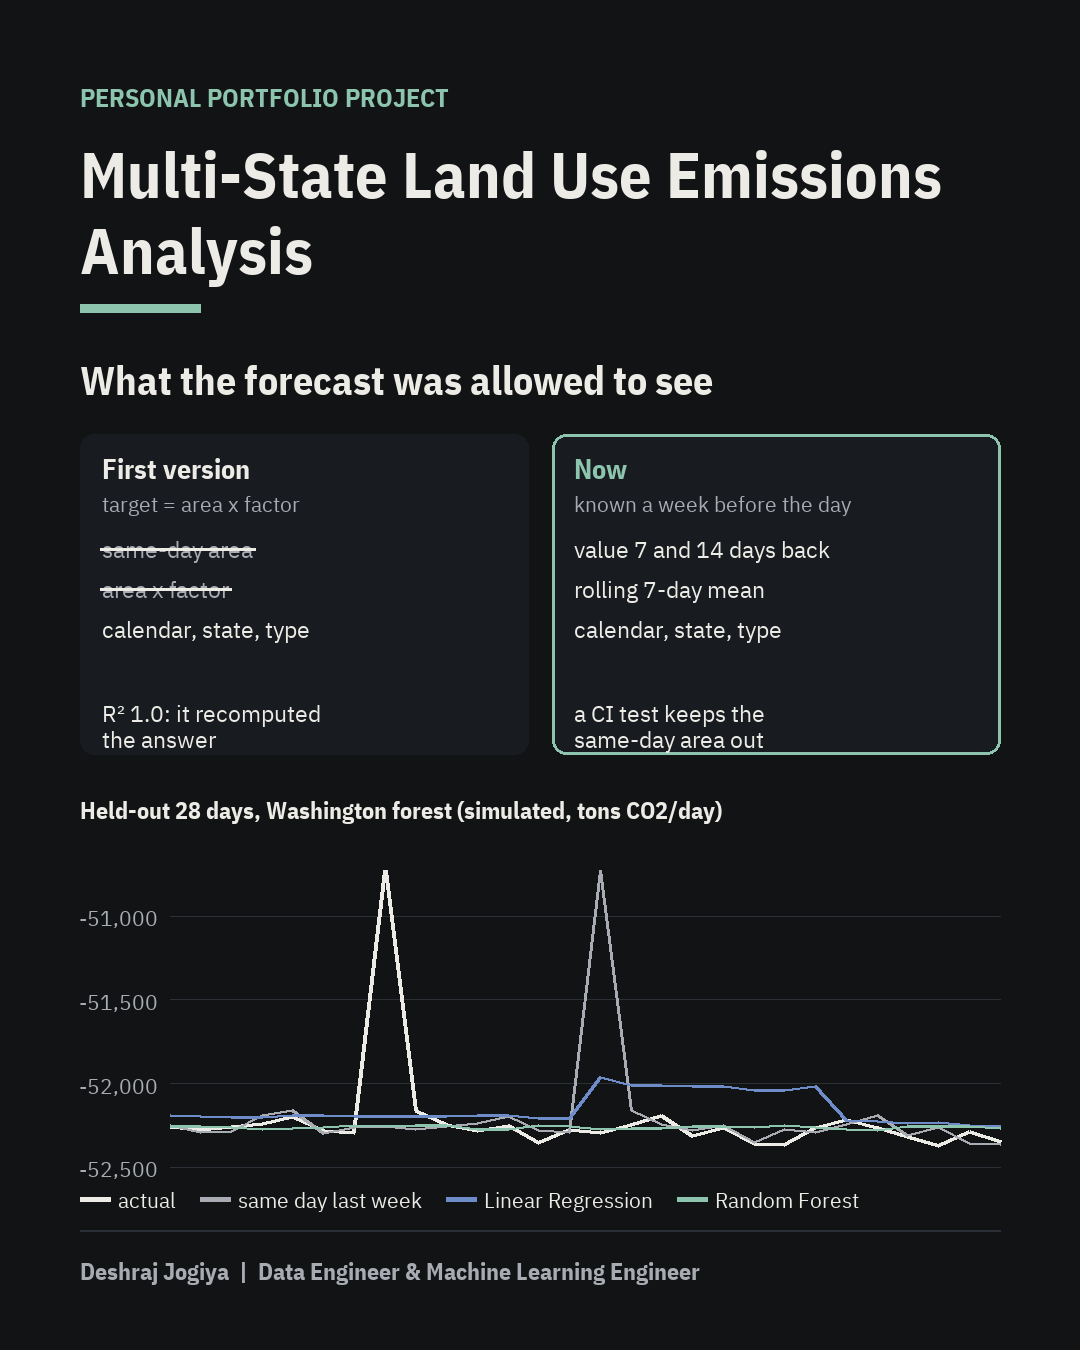 PERSONAL PORTFOLIO PROJECT
Multi-State Land Use Emissions
Analysis
What the forecast was allowed to see
First version
target = area x factor
same-day area
area x factor
calendar, state, type
R² 1.0: it recomputed
the answer
Now
known a week before the day
value 7 and 14 days back
rolling 7-day mean
calendar, state, type
a CI test keeps the
same-day area out
Held-out 28 days, Washington forest (simulated, tons CO2/day)
-51,000
-51,500
-52,000
-52,500
actual
same day last week
Linear Regression
Random Forest
Deshraj Jogiya | Data Engineer & Machine Learning Engineer